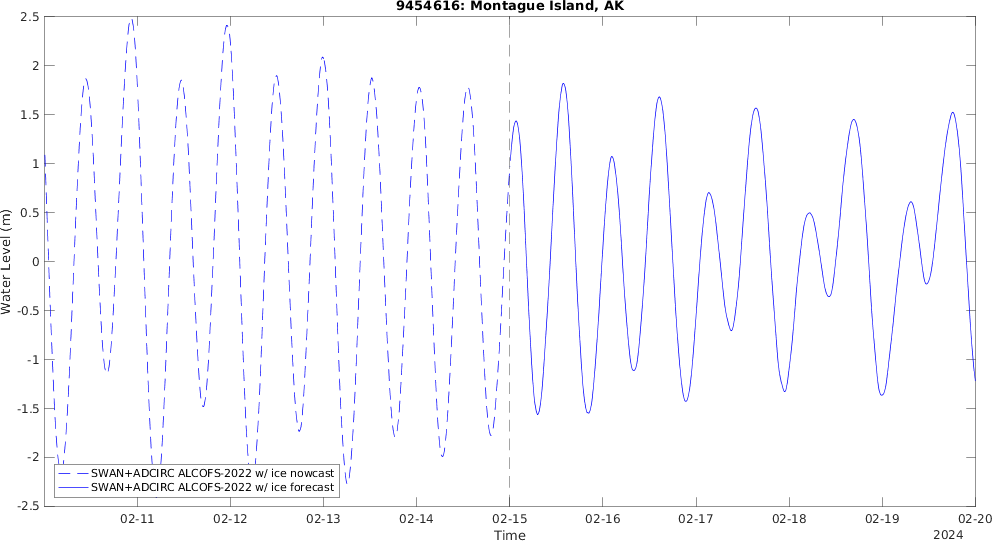 9454616: Montague Island, AK
2.5
2
1.5
1
0.5
0
-0.5
-1
-1.5
-2
-2.5
Water Level (m)
SWAN+ADCIRC ALCOFS-2022 w/ ice nowcast
SWAN+ADCIRC ALCOFS-2022 w/ ice forecast
02-11 02-12 02-13 02-14 02-15 02-16 02-17 02-18 02-19 02-20
Time
2024